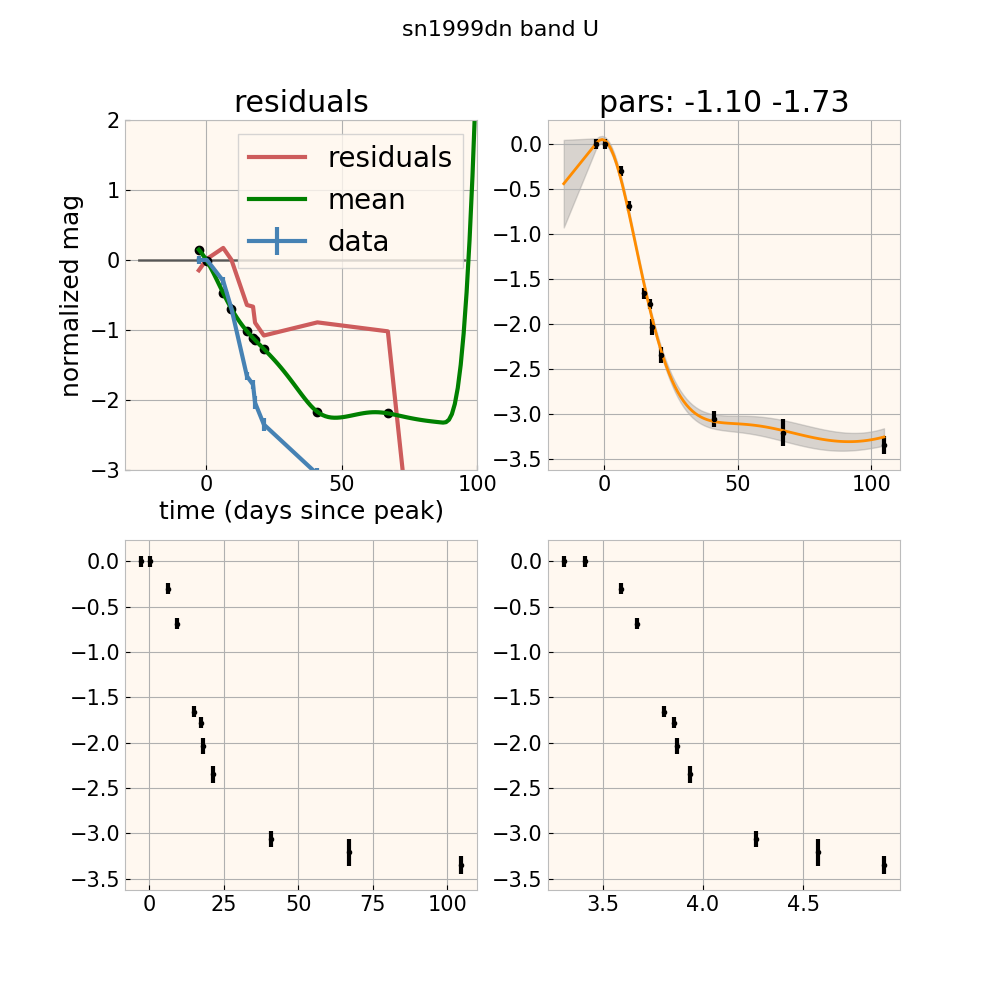 sn1999dn band U
residuals
pars: -1.10 -1.73
normalized mag
2
1
0
−1
−2
−3
residuals
mean
data
0 50 100
time (days since peak)
0.0
−0.5
−1.0
−1.5
−2.0
−2.5
−3.0
−3.5
0 50 100
0.0
−0.5
−1.0
−1.5
−2.0
−2.5
−3.0
−3.5
0 25 50 75 100
0.0
−0.5
−1.0
−1.5
−2.0
−2.5
−3.0
−3.5
3.5 4.0 4.5